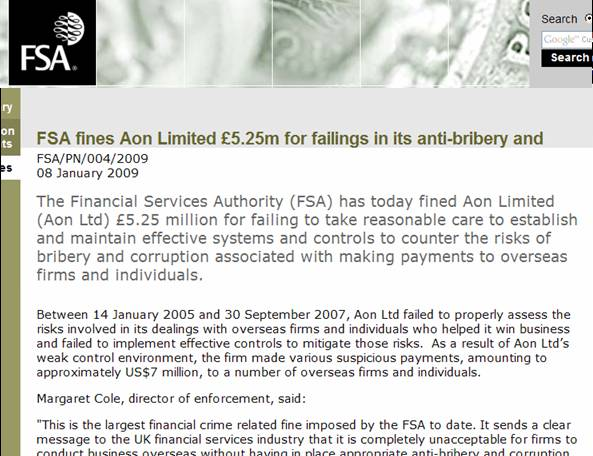 FSA
Search
Google™ Cu
Search
ry
on
ts
es
FSA fines Aon Limited £5.25m for failings in its anti-bribery and
FSA/PN/004/2009
08 January 2009
The Financial Services Authority (FSA) has today fined Aon Limited
(Aon Ltd) £5.25 million for failing to take reasonable care to establish
and maintain effective systems and controls to counter the risks of
bribery and corruption associated with making payments to overseas
firms and individuals.
Between 14 January 2005 and 30 September 2007, Aon Ltd failed to properly assess the
risks involved in its dealings with overseas firms and individuals who helped it win business
and failed to implement effective controls to mitigate those risks.  As a result of Aon Ltd's
weak control environment, the firm made various suspicious payments, amounting to
approximately US$7 million, to a number of overseas firms and individuals.
Margaret Cole, director of enforcement, said:
"This is the largest financial crime related fine imposed by the FSA to date. It sends a clear
message to the UK financial services industry that it is completely unacceptable for firms to
conduct business overseas without having in place appropriate anti-bribery and corruption